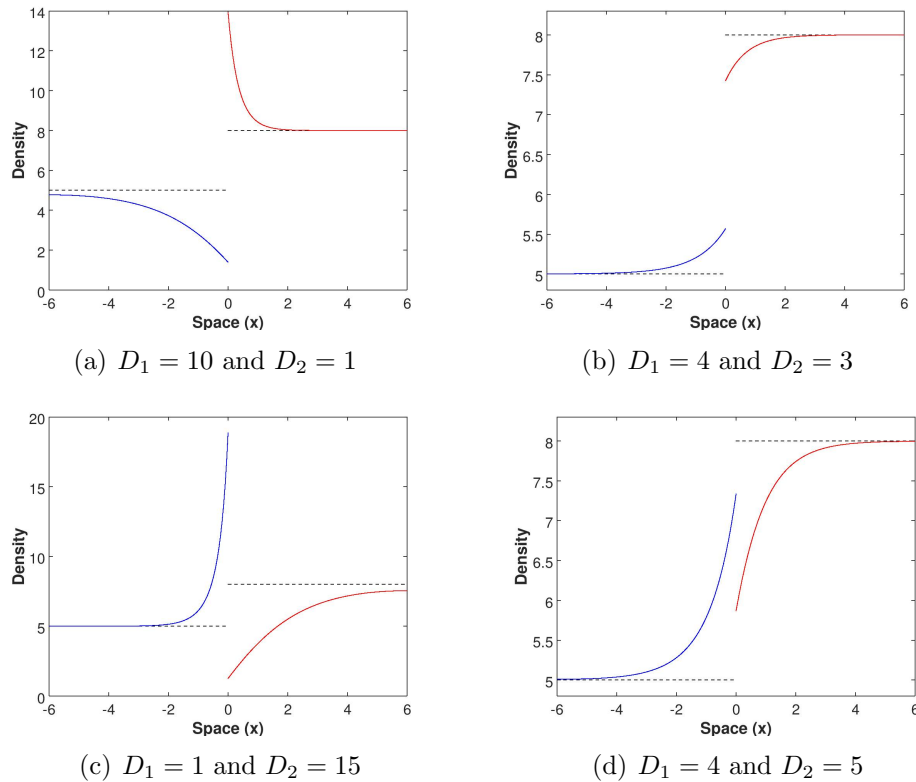 14
12
10
8
6
4
2
0
Density
-6 -4 -2 0 2 4 6
Space (x)
(a) D₁ = 10 and D₂ = 1
8
7.5
7
6.5
6
5.5
5
Density
-6 -4 -2 0 2 4 6
Space (x)
(b) D₁ = 4 and D₂ = 3
20
15
10
5
0
Density
-6 -4 -2 0 2 4 6
Space (x)
(c) D₁ = 1 and D₂ = 15
8
7.5
7
6.5
6
5.5
5
Density
-6 -4 -2 0 2 4 6
Space (x)
(d) D₁ = 4 and D₂ = 5